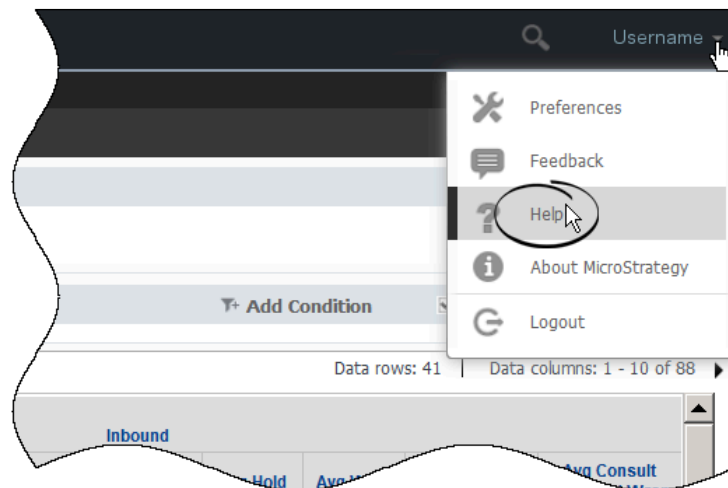 Username
Preferences
Feedback
Help
About MicroStrategy
Add Condition
Logout
Data rows: 41 | Data columns: 1 - 10 of 88
Inbound
Hold
Avg Consult